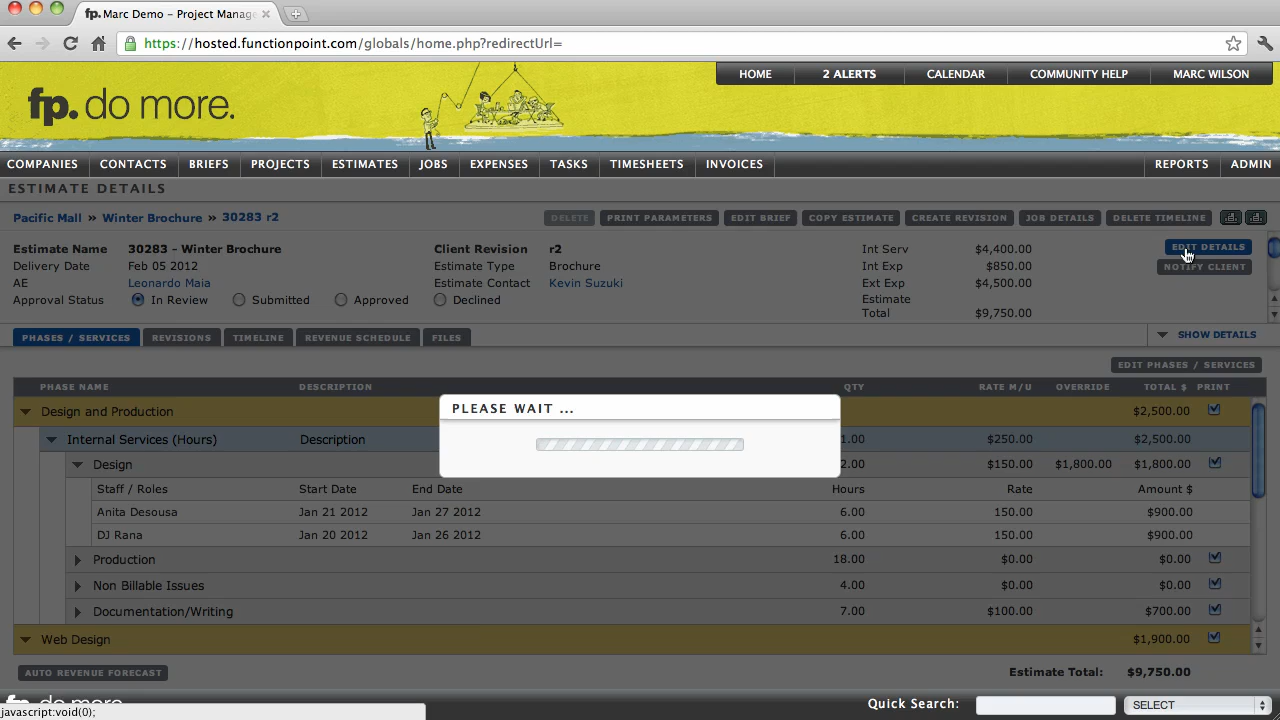 fp. Marc Demo – Project Manage
https://hosted.functionpoint.com/globals/home.php?redirectUrl=
HOME 2 ALERTS CALENDAR COMMUNITY HELP MARC WILSON
fp. do more.
COMPANIES CONTACTS BRIEFS PROJECTS ESTIMATES JOBS EXPENSES TASKS TIMESHEETS INVOICES REPORTS ADMIN
ESTIMATE DETAILS
Pacific Mall » Winter Brochure » 30283 r2 DELETE PRINT PARAMETERS EDIT BRIEF COPY ESTIMATE CREATE REVISION JOB DETAILS DELETE TIMELINE
Estimate Name 30283 – Winter Brochure Client Revision r2 Int Serv $4,400.00 EDIT DETAILS
Delivery Date Feb 05 2012 Estimate Type Brochure Int Exp $850.00 NOTIFY CLIENT
AE Leonardo Maia Estimate Contact Kevin Suzuki Ext Exp $4,500.00
Approval Status In Review Submitted Approved Declined Estimate
Total $9,750.00
PHASES / SERVICES REVISIONS TIMELINE REVENUE SCHEDULE FILES SHOW DETAILS
EDIT PHASES / SERVICES
PHASE NAME DESCRIPTION QTY RATE M/U OVERRIDE TOTAL $ PRINT
Design and Production $2,500.00
PLEASE WAIT ...
Internal Services (Hours) Description 1.00 $250.00 $2,500.00
Design 2.00 $150.00 $1,800.00 $1,800.00
Staff / Roles Start Date End Date Hours Rate Amount $
Anita Desousa Jan 21 2012 Jan 27 2012 6.00 150.00 $900.00
DJ Rana Jan 20 2012 Jan 26 2012 6.00 150.00 $900.00
Production 18.00 $0.00 $0.00
Non Billable Issues 4.00 $0.00 $0.00
Documentation/Writing 7.00 $100.00 $700.00
Web Design $1,900.00
AUTO REVENUE FORECAST Estimate Total: $9,750.00
fp. do more. Quick Search: SELECT
javascript:void(0);